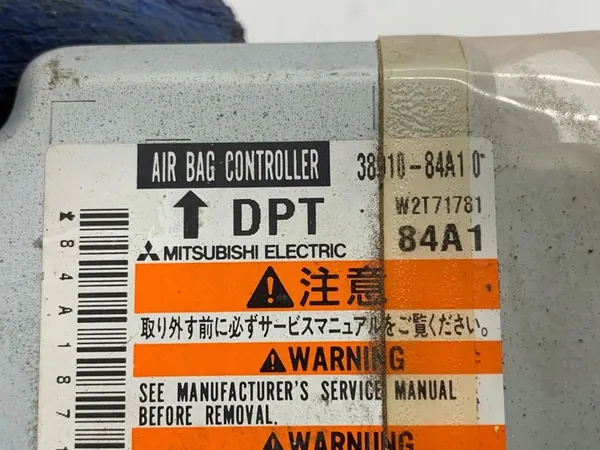 AIR BAG CONTROLLER 38910-84A10
↑ DPT W2T71781
MITSUBISHI ELECTRIC 84A1
⚠注意
取り外す前に必ずサービスマニュアルをご覧ください。
⚠WARNING
SEE MANUFACTURER'S SERVICE MANUAL
BEFORE REMOVAL.
⚠WARNUNG
*84A187